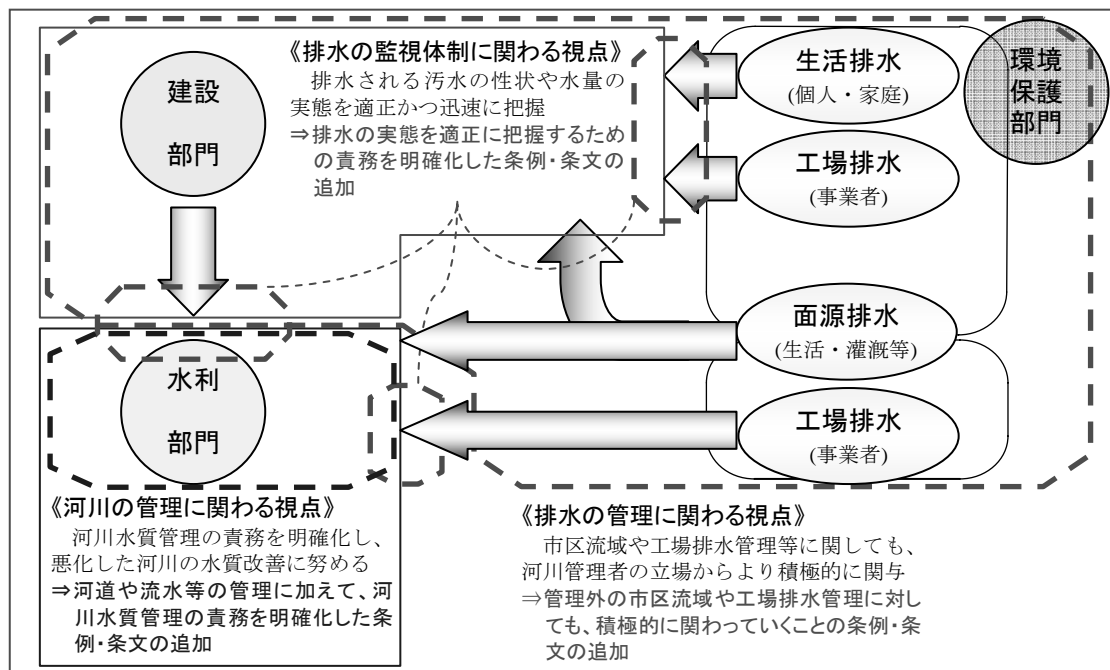 《排水の監視体制に関わる視点》
排水される汚水の性状や水量の
実態を適正かつ迅速に把握
⇒排水の実態を適正に把握するため
の責務を明確化した条例・条文の
追加
建設
部門
生活排水
(個人・家庭)
環境
保護
部門
工場排水
(事業者)
面源排水
(生活・灌漑等)
水利
部門
工場排水
(事業者)
《河川の管理に関わる視点》
河川水質管理の責務を明確化し、
悪化した河川の水質改善に努める
⇒河道や流水等の管理に加えて、河
川水質管理の責務を明確化した条
例・条文の追加
《排水の管理に関わる視点》
市区流域や工場排水管理等に関しても、
河川管理者の立場からより積極的に関与
⇒管理外の市区流域や工場排水管理に対し
ても、積極的に関わっていくことの条例・条
文の追加